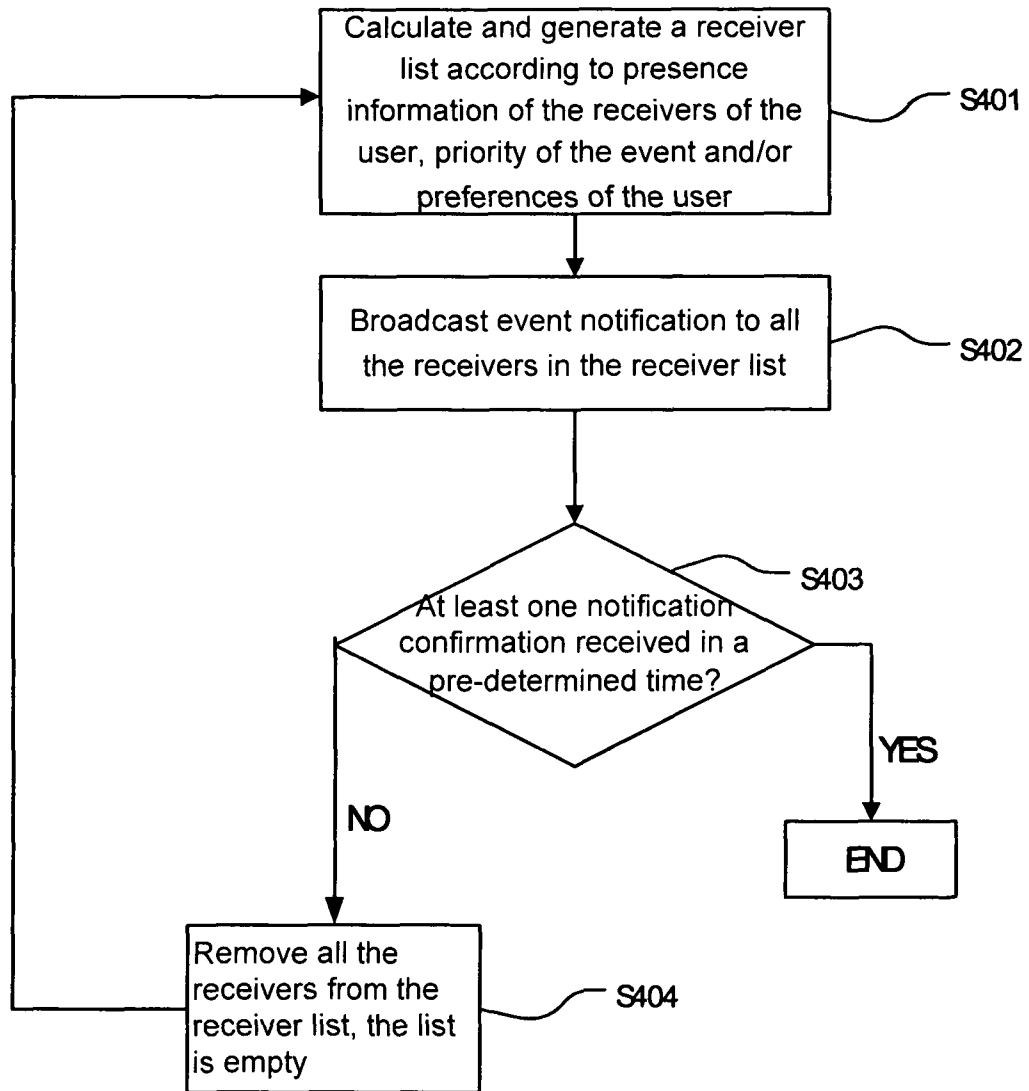 Calculate and generate a receiver
list according to presence
information of the receivers of the
user, priority of the event and/or
preferences of the user
S401
Broadcast event notification to all
the receivers in the receiver list
S402
S403
At least one notification
confirmation received in a
pre-determined time?
YES
NO
END
Remove all the
receivers from the
receiver list, the list
is empty
S404